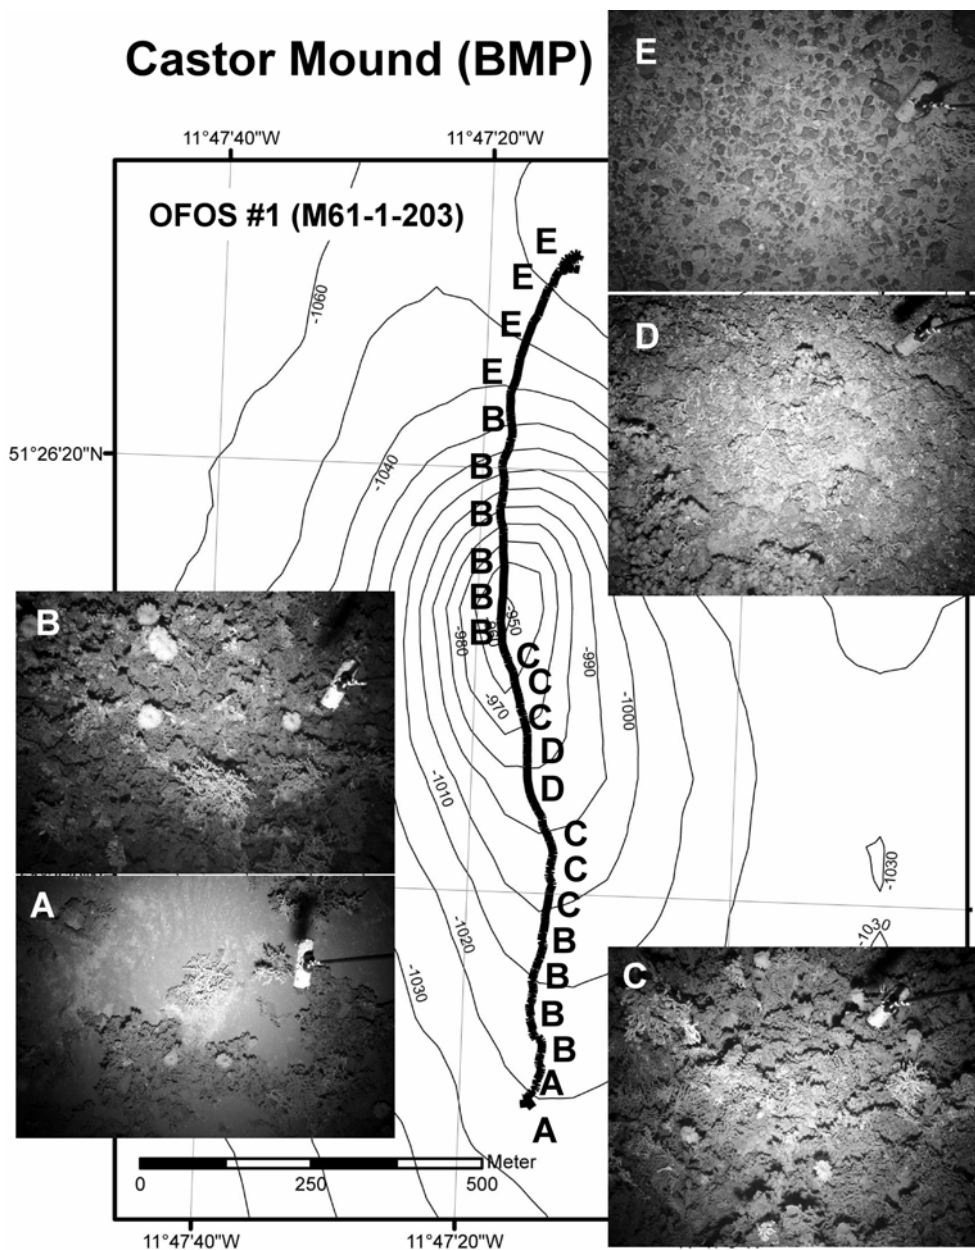 Castor Mound (BMP)
11°47'40"W
11°47'20"W
OFOS #1 (M61-1-203)
E
D
B
A
C
E
E
E
E
B
B
B
B
B
B
C
C
C
D
D
C
C
C
B
B
B
B
A
A
-1060
-1040
51°26'20"N
-950
-960
-980
-970
-990
-1000
-1010
-1020
-1030
-1030
-1030
Meter
0
250
500
11°47'40"W
11°47'20"W